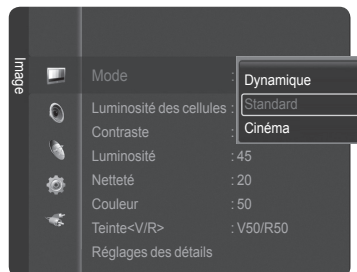 Image
Mode :
Dynamique
Luminosité des cellules :
Standard
Contraste :
Cinéma
Luminosité : 45
Netteté : 20
Couleur : 50
Teinte<V/R> : V50/R50
Réglages des détails